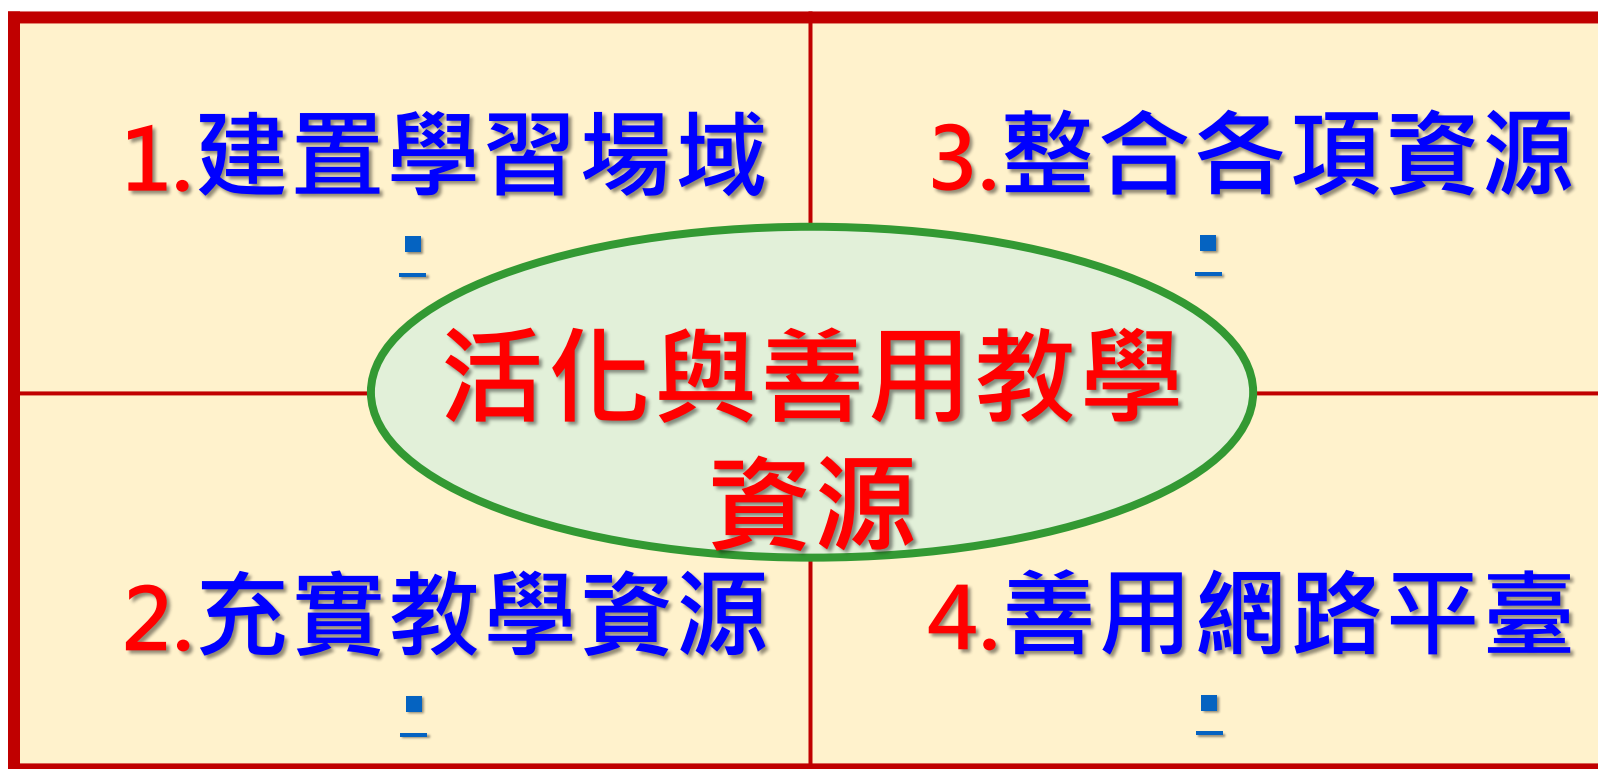 1.建置學習場域
.
3.整合各項資源
.
活化與善用教學
資源
2.充實教學資源
.
4.善用網路平臺
.